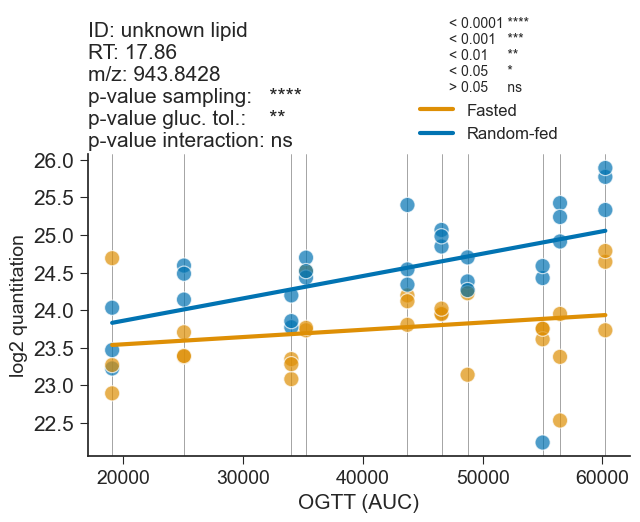 ID: unknown lipid
RT: 17.86
m/z: 943.8428
p-value sampling: ****
p-value gluc. tol.: **
p-value interaction: ns
< 0.0001 ****
< 0.001 ***
< 0.01 **
< 0.05 *
> 0.05 ns
Fasted
Random-fed
log2 quantitation
26.0
25.5
25.0
24.5
24.0
23.5
23.0
22.5
20000 30000 40000 50000 60000
OGTT (AUC)